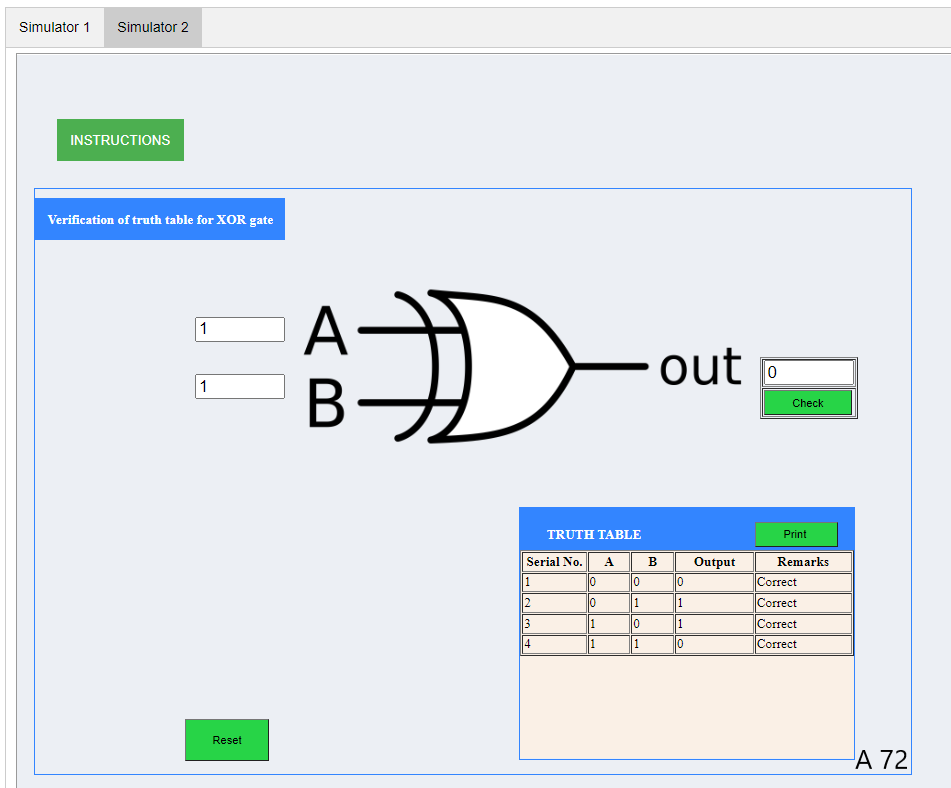 Simulator 1 Simulator 2
INSTRUCTIONS
Verification of truth table for XOR gate
1 A
out 0
Check
1 B
TRUTH TABLE Print
Serial No. A B Output Remarks
1 0 0 0 Correct
2 0 1 1 Correct
3 1 0 1 Correct
4 1 1 0 Correct
Reset
A 72